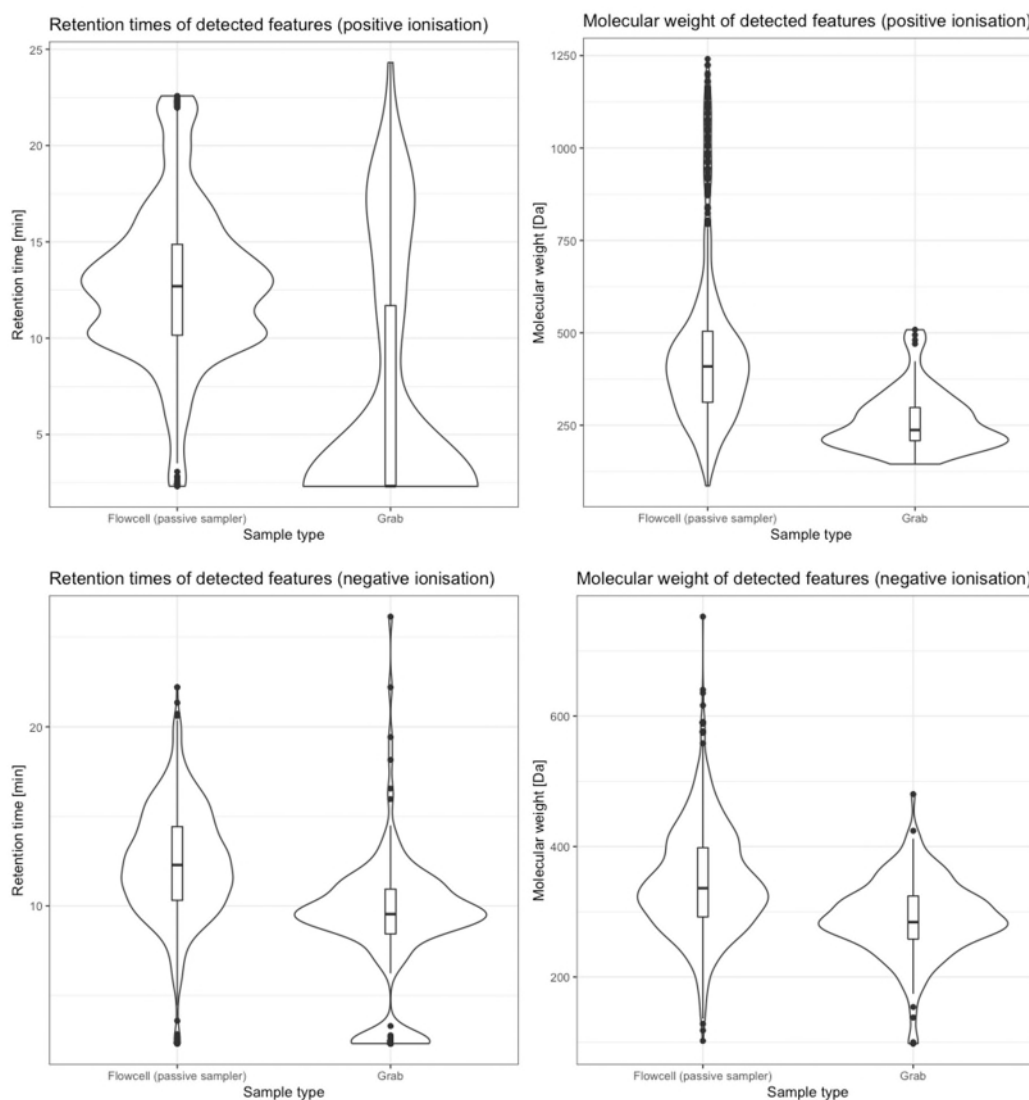 Retention times of detected features (positive ionisation)
25
20
15
10
5
Retention time [min]
Flowcell (passive sampler)
Grab
Sample type
Molecular weight of detected features (positive ionisation)
1250
1000
750
500
250
Molecular weight [Da]
Flowcell (passive sampler)
Grab
Sample type
Retention times of detected features (negative ionisation)
20
10
Retention time [min]
Flowcell (passive sampler)
Grab
Sample type
Molecular weight of detected features (negative ionisation)
600
400
200
Molecular weight [Da]
Flowcell (passive sampler)
Grab
Sample type